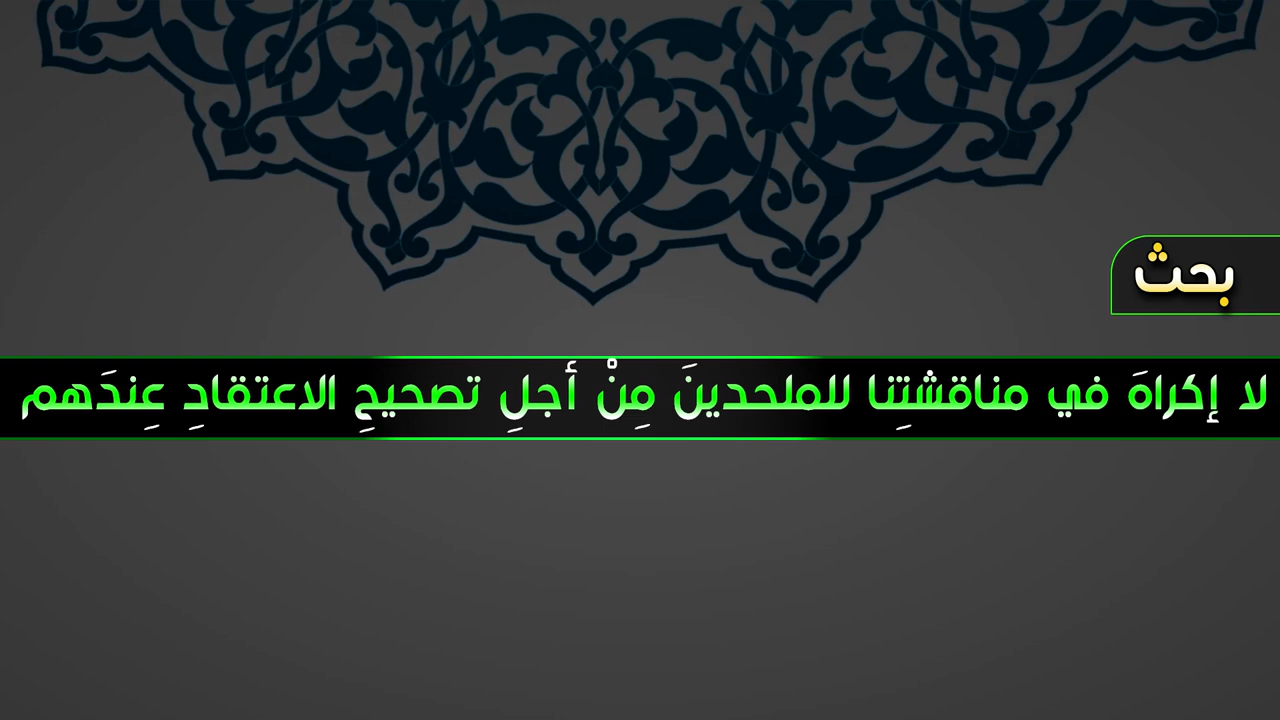 بحث
لا إكراهَ في مناقشتِنا للملحدينَ مِنْ أجلِ تصحيحِ الاعتقادِ عِندَهم